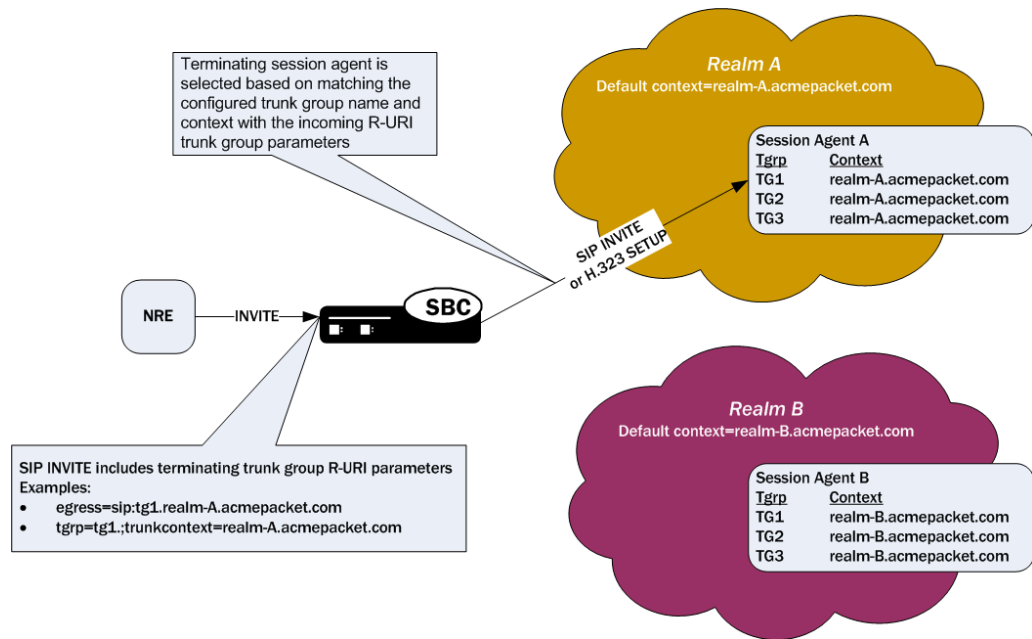 Terminating session agent is
selected based on matching the
configured trunk group name and
context with the incoming R-URI
trunk group parameters
Realm A
Default context=realm-A.acmepacket.com
Session Agent A
Tgrp Context
TG1 realm-A.acmepacket.com
TG2 realm-A.acmepacket.com
TG3 realm-A.acmepacket.com
SIP INVITE
or H.323 SETUP
NRE
INVITE
SBC
Realm B
Default context=realm-B.acmepacket.com
Session Agent B
Tgrp Context
TG1 realm-B.acmepacket.com
TG2 realm-B.acmepacket.com
TG3 realm-B.acmepacket.com
SIP INVITE includes terminating trunk group R-URI parameters
Examples:
• egress=sip:tg1.realm-A.acmepacket.com
• tgrp=tg1.;trunkcontext=realm-A.acmepacket.com